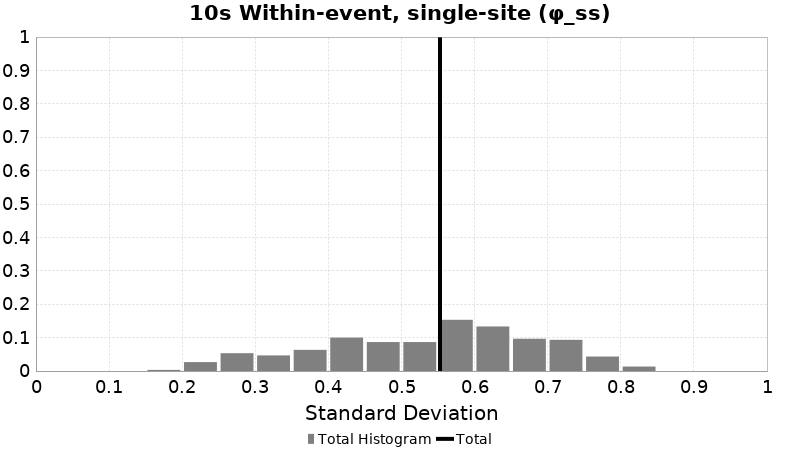 10s Within-event, single-site (φ_ss)
1
0.9
0.8
0.7
0.6
0.5
0.4
0.3
0.2
0.1
0
0 0.1 0.2 0.3 0.4 0.5 0.6 0.7 0.8 0.9 1
Standard Deviation
Total Histogram Total